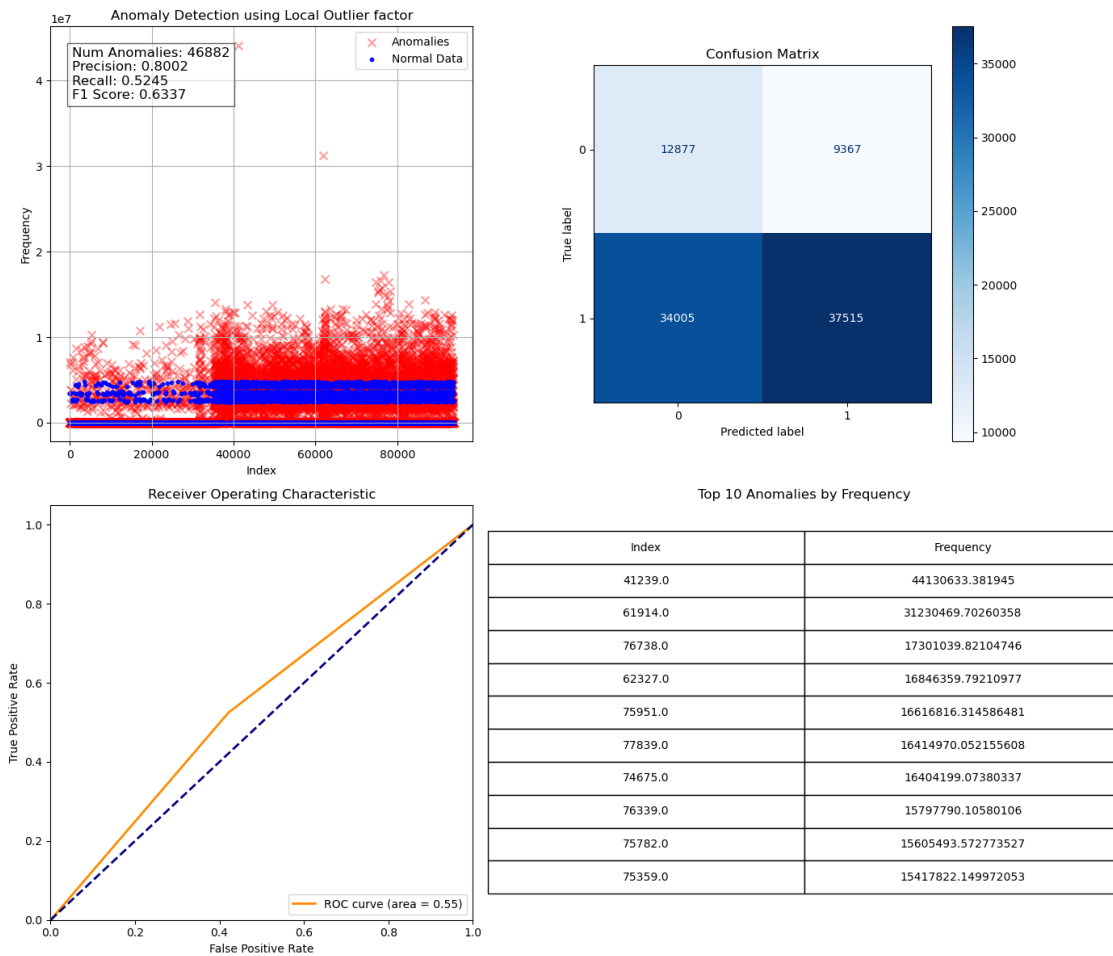 Anomaly Detection using Local Outlier factor
1e7
Num Anomalies: 46882
Precision: 0.8002
Recall: 0.5245
F1 Score: 0.6337
Anomalies
Normal Data
4
3
2
1
0
Frequency
0 20000 40000 60000 80000
Index
Confusion Matrix
12877 9367
34005 37515
0
1
True label
0 1
Predicted label
35000
30000
25000
20000
15000
10000
Receiver Operating Characteristic
1.0
0.8
0.6
0.4
0.2
0.0
True Positive Rate
0.0 0.2 0.4 0.6 0.8 1.0
False Positive Rate
ROC curve (area = 0.55)
Top 10 Anomalies by Frequency
Index Frequency
41239.0 44130633.381945
61914.0 31230469.70260358
76738.0 17301039.82104746
62327.0 16846359.79210977
75951.0 16616816.314586481
77839.0 16414970.052155608
74675.0 16404199.07380337
76339.0 15797790.10580106
75782.0 15605493.572773527
75359.0 15417822.149972053